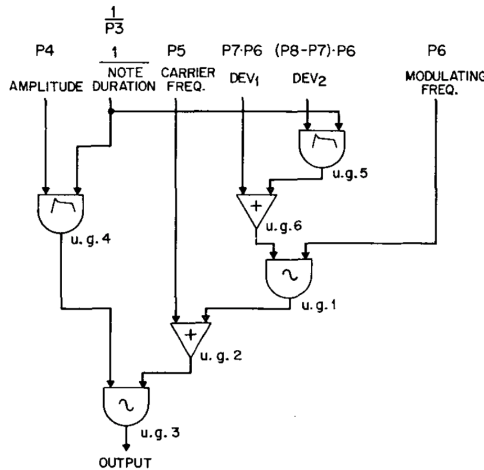 1
P3
P4
1
P5
P7·P6
(P8-P7)·P6
P6
AMPLITUDE
NOTE
DURATION
CARRIER
FREQ.
DEV1
DEV2
MODULATING
FREQ.
u.g.5
+
u.g.6
u.g.4
u.g.1
+
u.g.2
u.g.3
OUTPUT